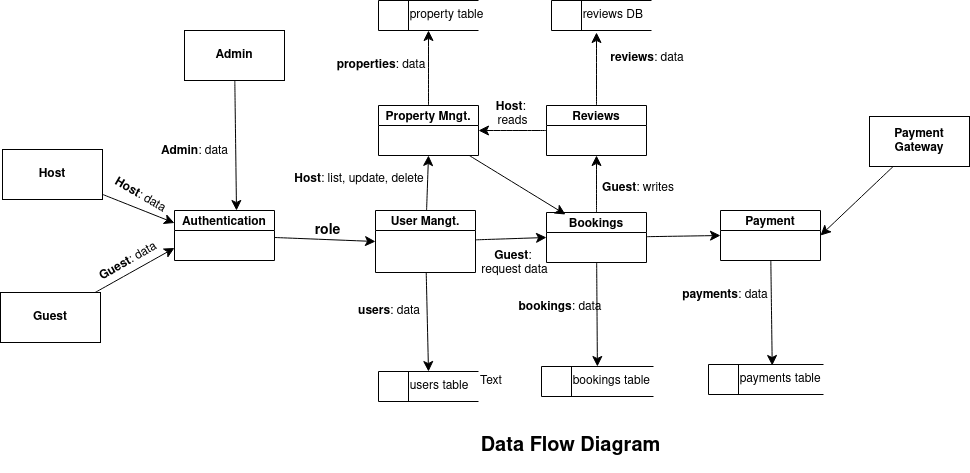 property table
reviews DB
Admin
properties: data
reviews: data
Property Mngt.
Host:
reads
Reviews
Payment
Gateway
Admin: data
Host
Host: data
Host: list, update, delete
Guest: writes
Authentication
role
User Mangt.
Bookings
Payment
Guest: data
Guest:
request data
Guest
users: data
bookings: data
payments: data
users table
Text
bookings table
payments table
Data Flow Diagram